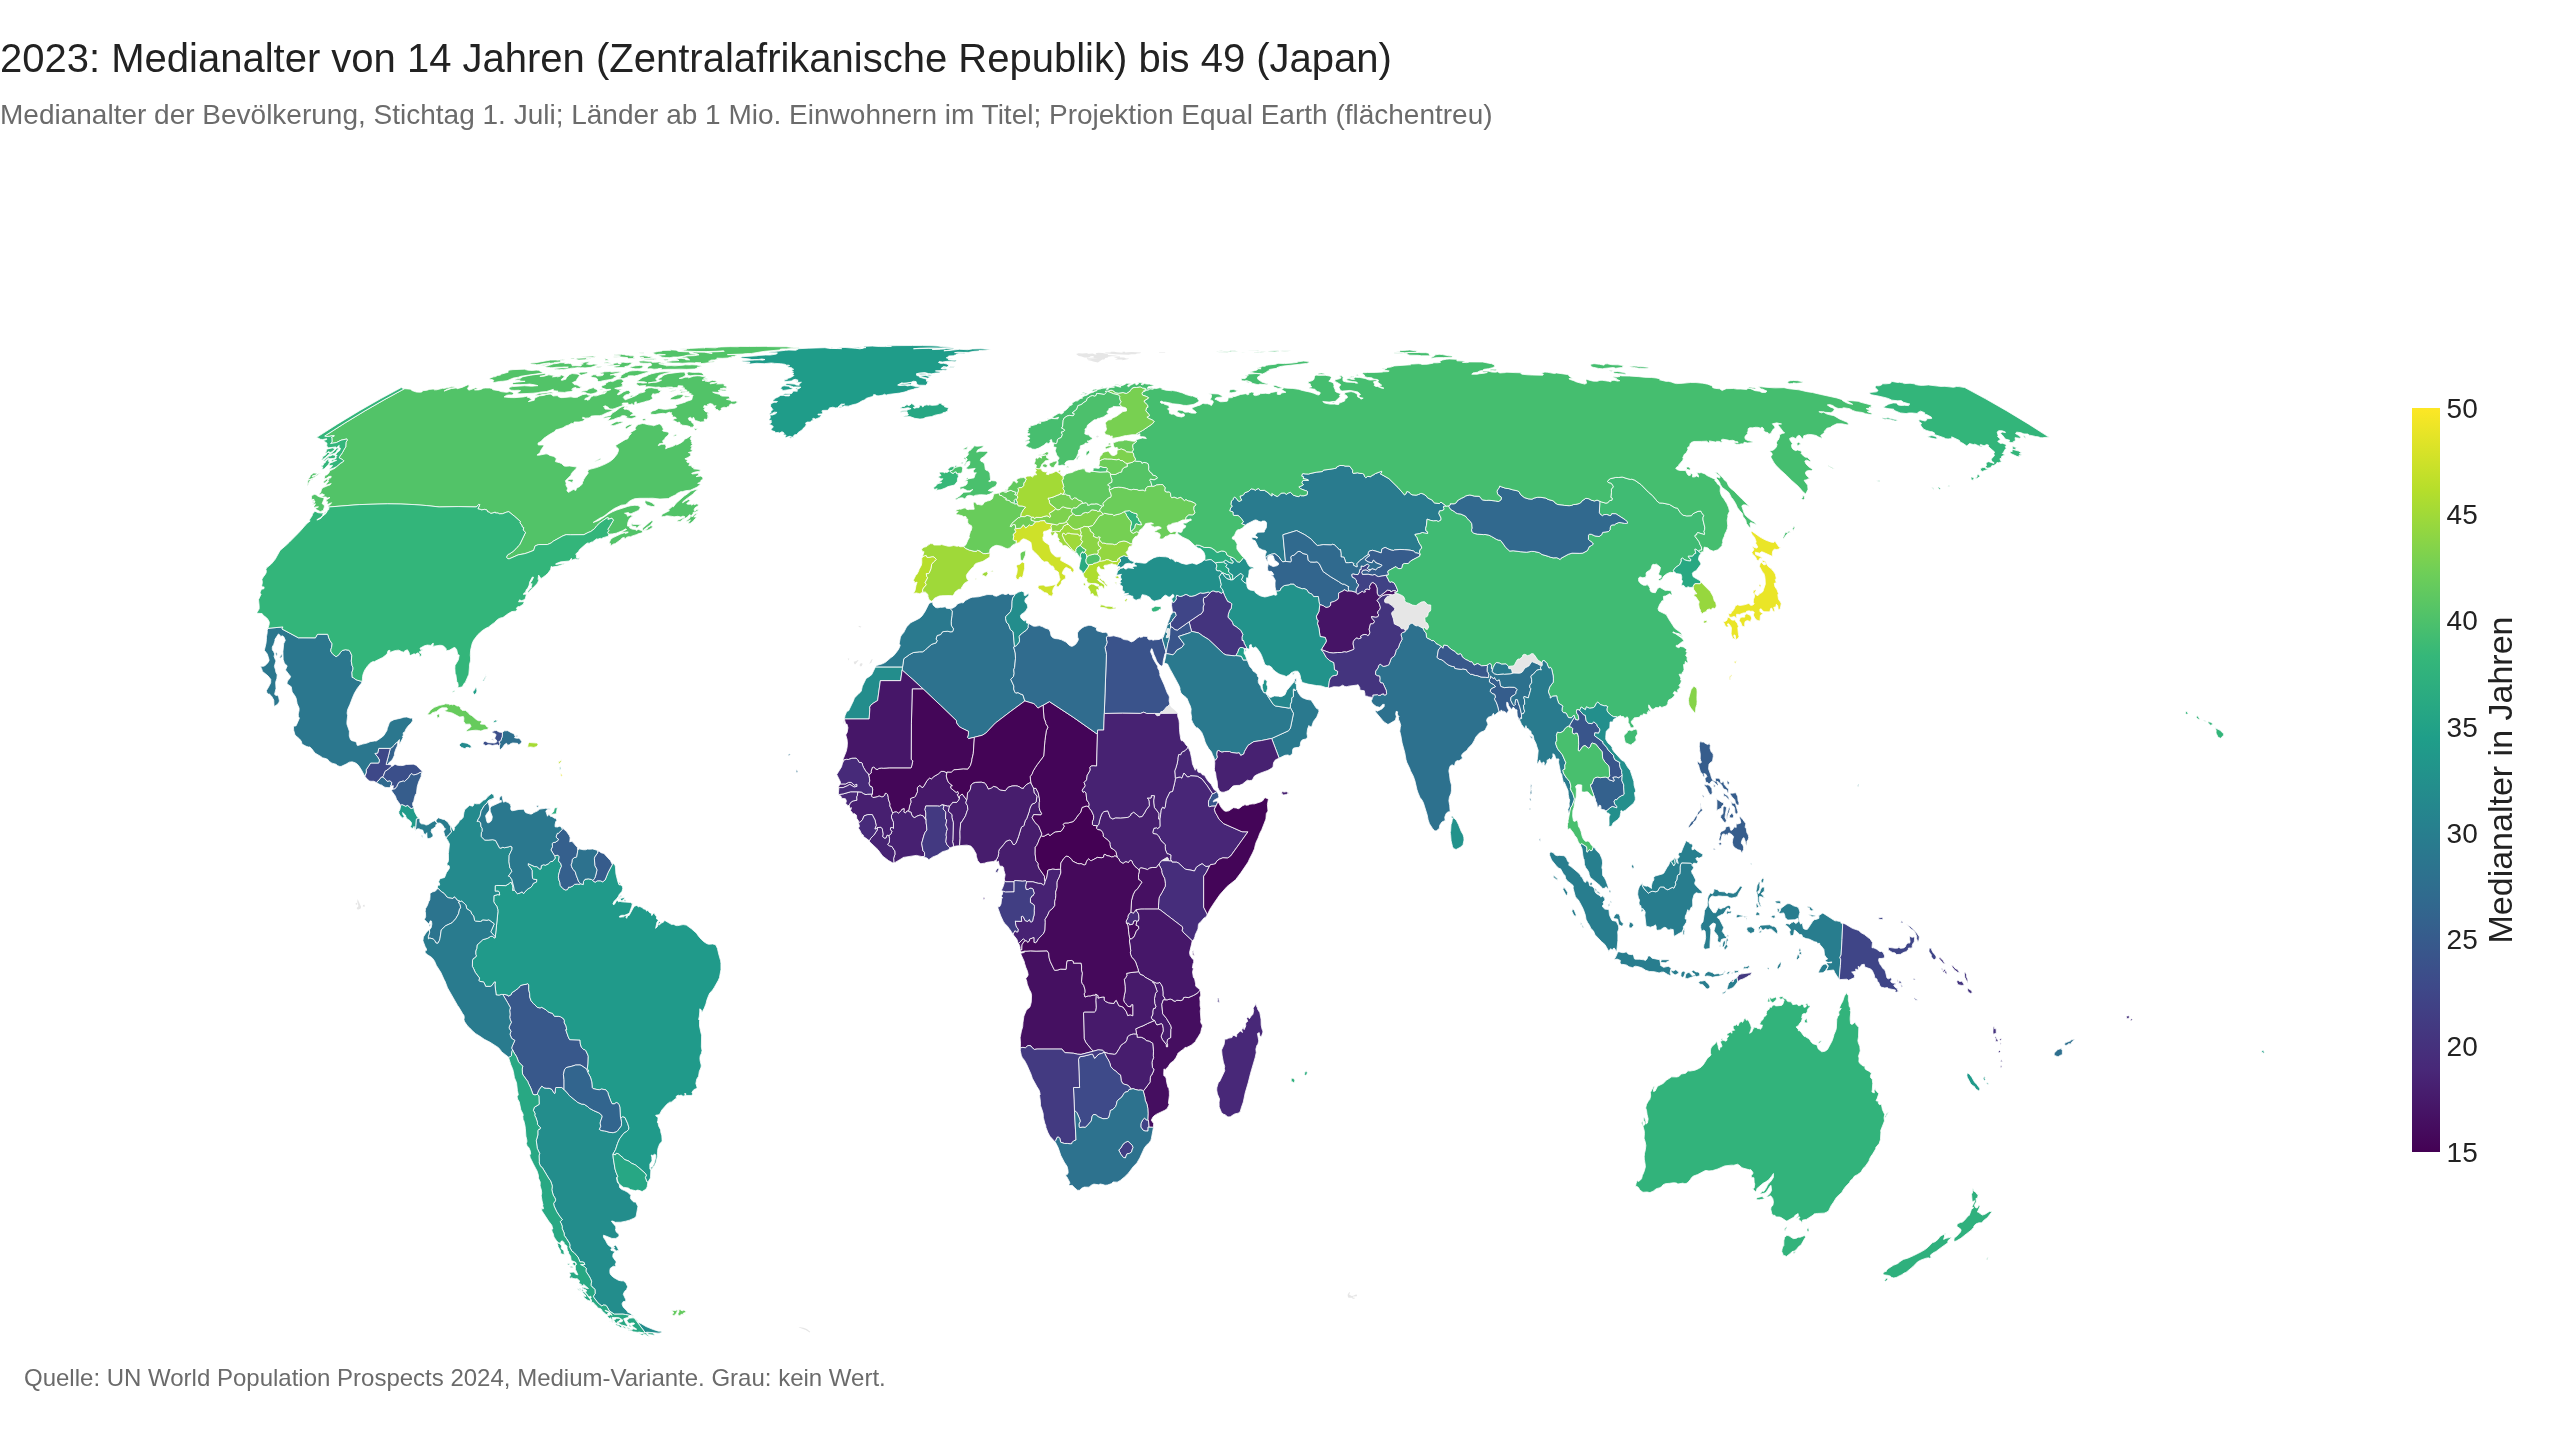 2023: Medianalter von 14 Jahren (Zentralafrikanische Republik) bis 49 (Japan)
Medianalter der Bevölkerung, Stichtag 1. Juli; Länder ab 1 Mio. Einwohnern im Titel; Projektion Equal Earth (flächentreu)
50
45
40
35
30
25
20
15
Medianalter in Jahren
Quelle: UN World Population Prospects 2024, Medium-Variante. Grau: kein Wert.